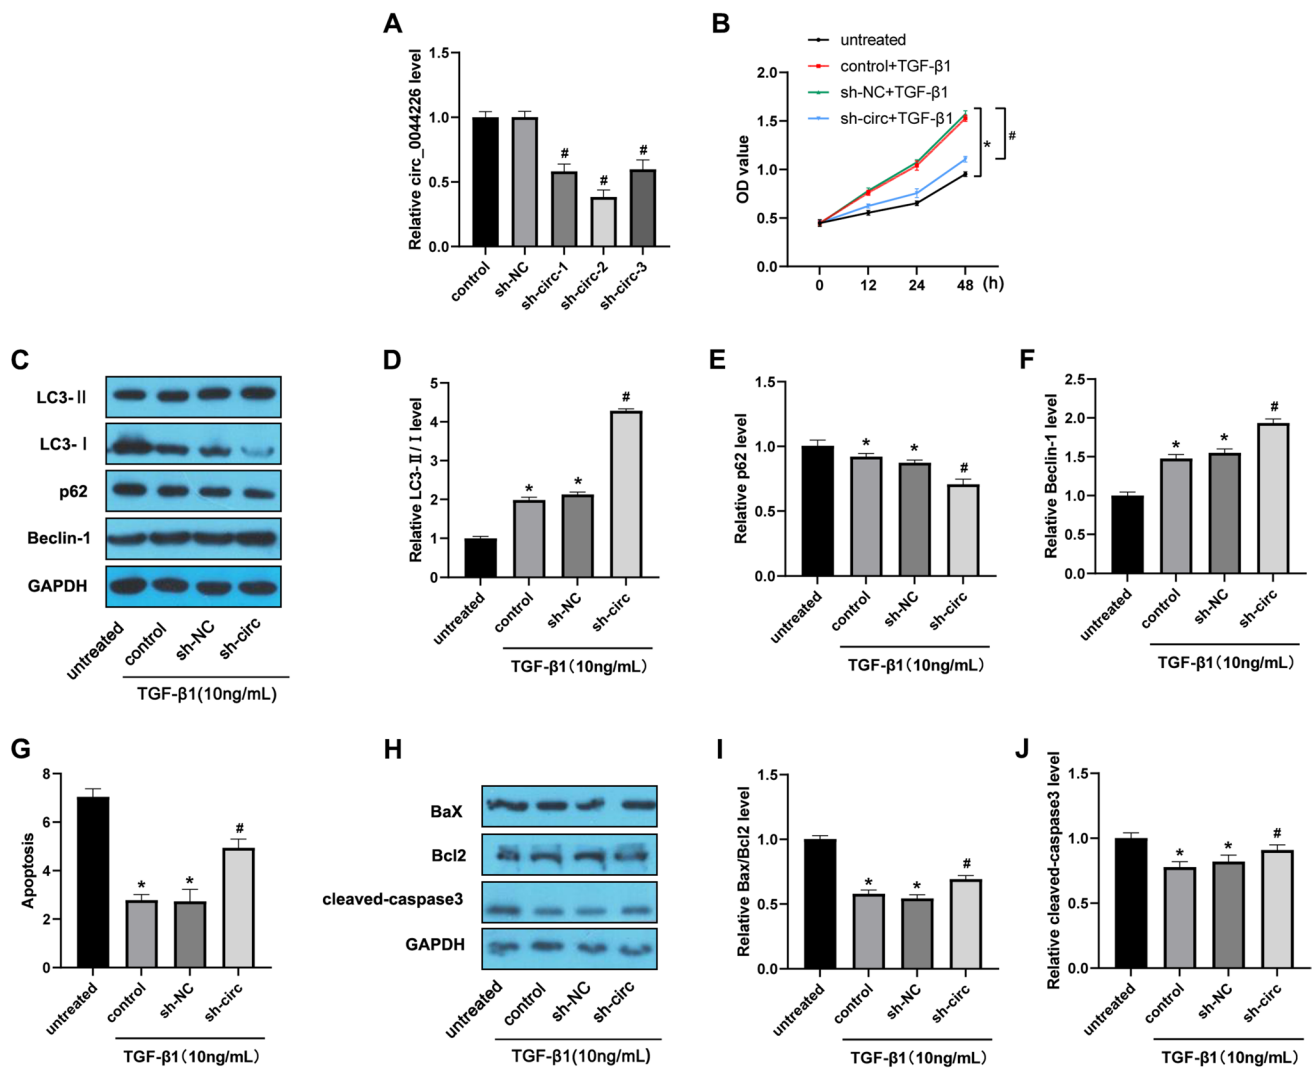 A
Relative circ_0044226 level
1.5
1.0
0.5
0.0
# # #
control
sh-NC
sh-circ-1
sh-circ-2
sh-circ-3
B
untreated
control+TGF-β1
sh-NC+TGF-β1
sh-circ+TGF-β1
OD value
2.0
1.5
1.0
0.5
0.0
* #
0 12 24 48 (h)
C
LC3-Ⅱ
LC3-Ⅰ
p62
Beclin-1
GAPDH
untreated
control
sh-NC
sh-circ
TGF-β1(10ng/mL)
D
Relative LC3-Ⅱ/Ⅰ level
5
4
3
2
1
0
* * #
untreated
control
sh-NC
sh-circ
TGF-β1(10ng/mL)
E
Relative p62 level
1.5
1.0
0.5
0.0
* * #
untreated
control
sh-NC
sh-circ
TGF-β1(10ng/mL)
F
Relative Beclin-1 level
2.5
2.0
1.5
1.0
0.5
0.0
* * #
untreated
control
sh-NC
sh-circ
TGF-β1(10ng/mL)
G
Apoptosis
8
6
4
2
0
* * #
untreated
control
sh-NC
sh-circ
TGF-β1(10ng/mL)
H
BaX
Bcl2
cleaved-caspase3
GAPDH
untreated
control
sh-NC
sh-circ
TGF-β1(10ng/mL)
I
Relative Bax/Bcl2 level
1.5
1.0
0.5
0.0
* * #
untreated
control
sh-NC
sh-circ
TGF-β1(10ng/mL)
J
Relative cleaved-caspase3 level
1.5
1.0
0.5
0.0
* * #
untreated
control
sh-NC
sh-circ
TGF-β1(10ng/mL)